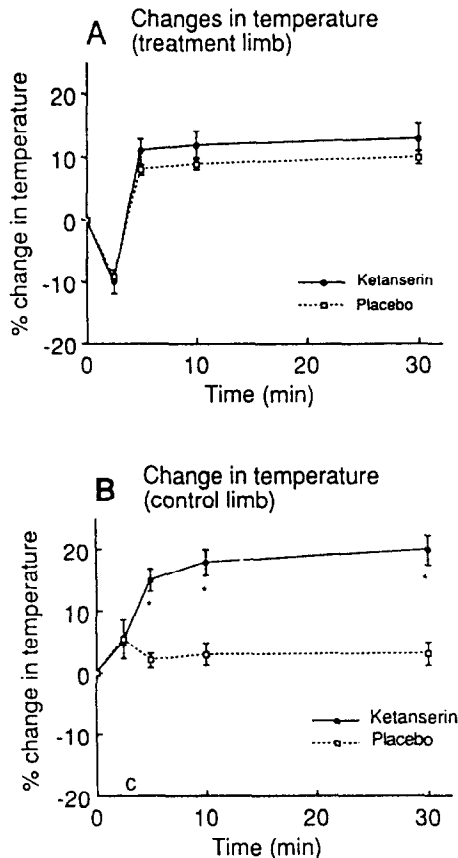 A Changes in temperature
(treatment limb)
% change in temperature
20
10
0
-10
-20
Ketanserin
Placebo
0 10 20 30
Time (min)
B Change in temperature
(control limb)
% change in temperature
20
10
0
-10
-20
* * *
Ketanserin
Placebo
C
0 10 20 30
Time (min)